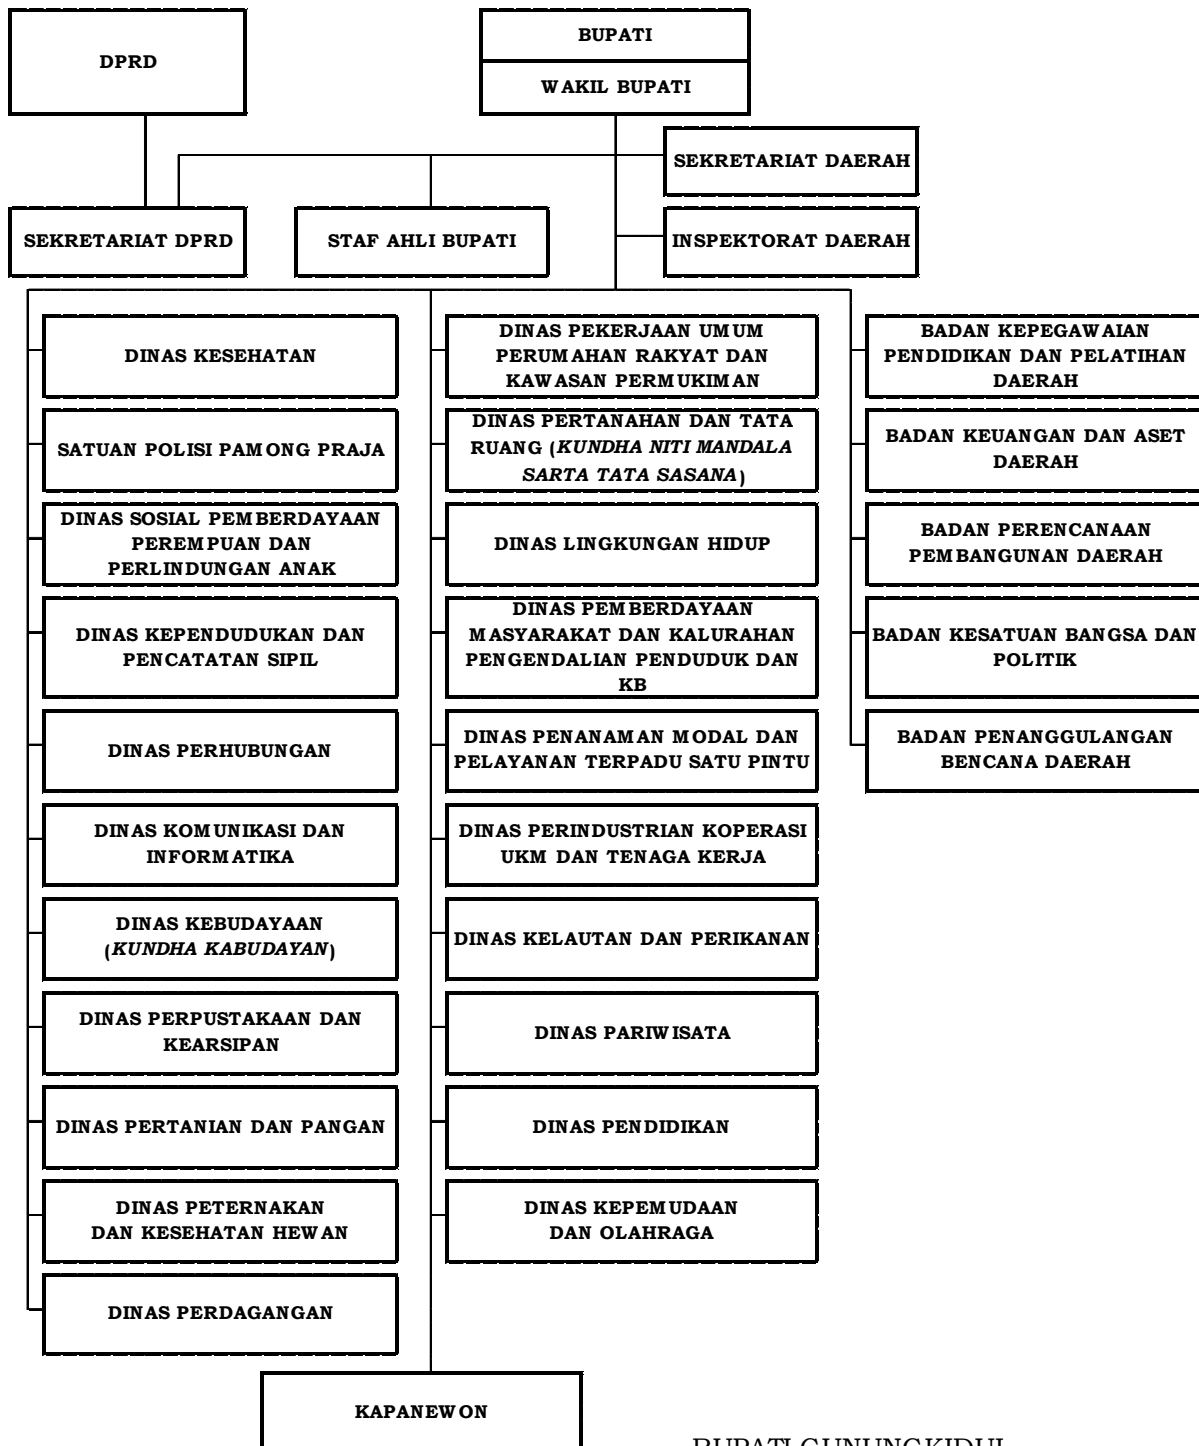 DPRD
BUPATI
WAKIL BUPATI
SEKRETARIAT DAERAH
SEKRETARIAT DPRD
STAF AHLI BUPATI
INSPEKTORAT DAERAH
DINAS KESEHATAN
SATUAN POLISI PAMONG PRAJA
DINAS SOSIAL PEMBERDAYAAN
PEREMPUAN DAN
PERLINDUNGAN ANAK
DINAS KEPENDUDUKAN DAN
PENCATATAN SIPIL
DINAS PERHUBUNGAN
DINAS KOMUNIKASI DAN
INFORMATIKA
DINAS KEBUDAYAAN
(KUNDHA KABUDAYAN)
DINAS PERPUSTAKAAN DAN
KEARSIPAN
DINAS PERTANIAN DAN PANGAN
DINAS PETERNAKAN
DAN KESEHATAN HEWAN
DINAS PERDAGANGAN
DINAS PEKERJAAN UMUM
PERUMAHAN RAKYAT DAN
KAWASAN PERMUKIMAN
DINAS PERTANAHAN DAN TATA
RUANG (KUNDHA NITI MANDALA
SARTA TATA SASANA)
DINAS LINGKUNGAN HIDUP
DINAS PEMBERDAYAAN
MASYARAKAT DAN KALURAHAN
PENGENDALIAN PENDUDUK DAN
KB
DINAS PENANAMAN MODAL DAN
PELAYANAN TERPADU SATU PINTU
DINAS PERINDUSTRIAN KOPERASI
UKM DAN TENAGA KERJA
DINAS KELAUTAN DAN PERIKANAN
DINAS PARIWISATA
DINAS PENDIDIKAN
DINAS KEPEMUDAAN
DAN OLAHRAGA
BADAN KEPEGAWAIAN
PENDIDIKAN DAN PELATIHAN
DAERAH
BADAN KEUANGAN DAN ASET
DAERAH
BADAN PERENCANAAN
PEMBANGUNAN DAERAH
BADAN KESATUAN BANGSA DAN
POLITIK
BADAN PENANGGULANGAN
BENCANA DAERAH
KAPANEWON
BUPATI GUNUNGKIDUL